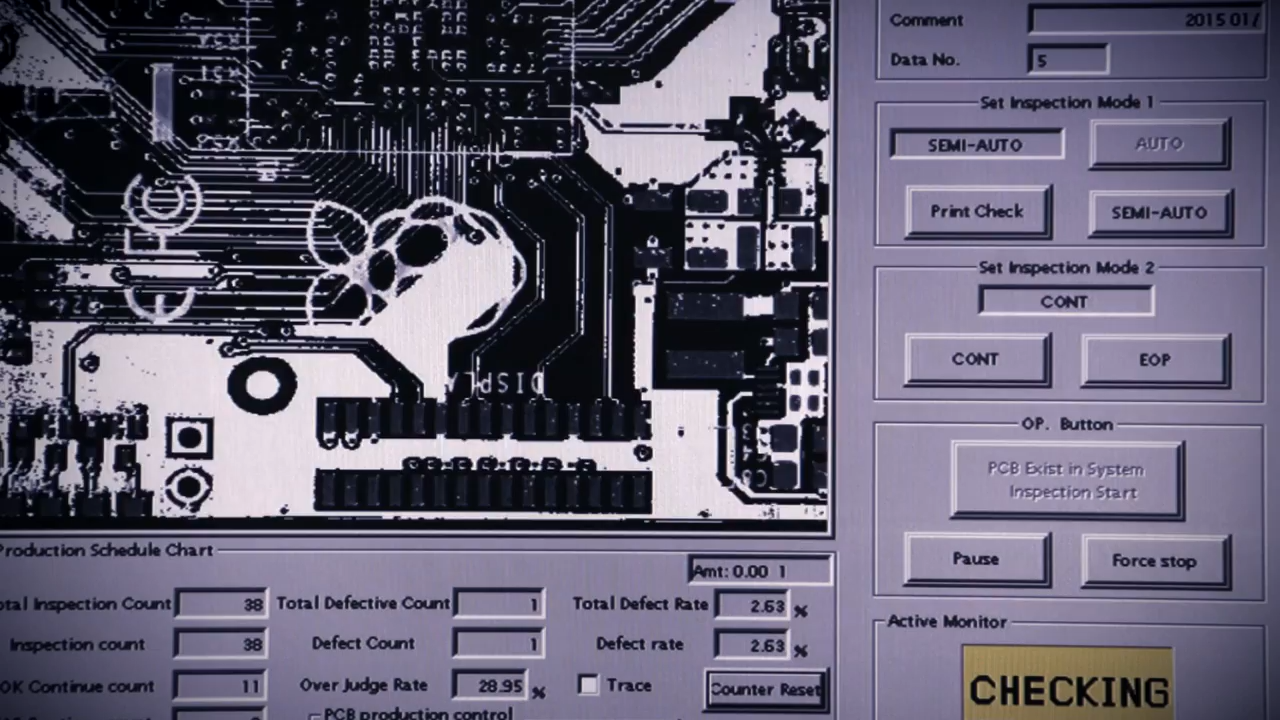 Comment 2015 01/
Data No. 5
Set Inspection Mode 1
SEMI-AUTO AUTO
Print Check SEMI-AUTO
Set Inspection Mode 2
CONT
CONT EOP
OP. Button
PCB Exist in System
Inspection Start
Pause Force stop
Active Monitor
CHECKING
DISPLA
Production Schedule Chart
Amt: 0.00 1
otal Inspection Count 38 Total Defective Count 1 Total Defect Rate 2.63 %
Inspection count 38 Defect Count 1 Defect rate 2.63 %
OK Continue count 11 Over Judge Rate 28.95 % Trace Counter Reset
PCB production control